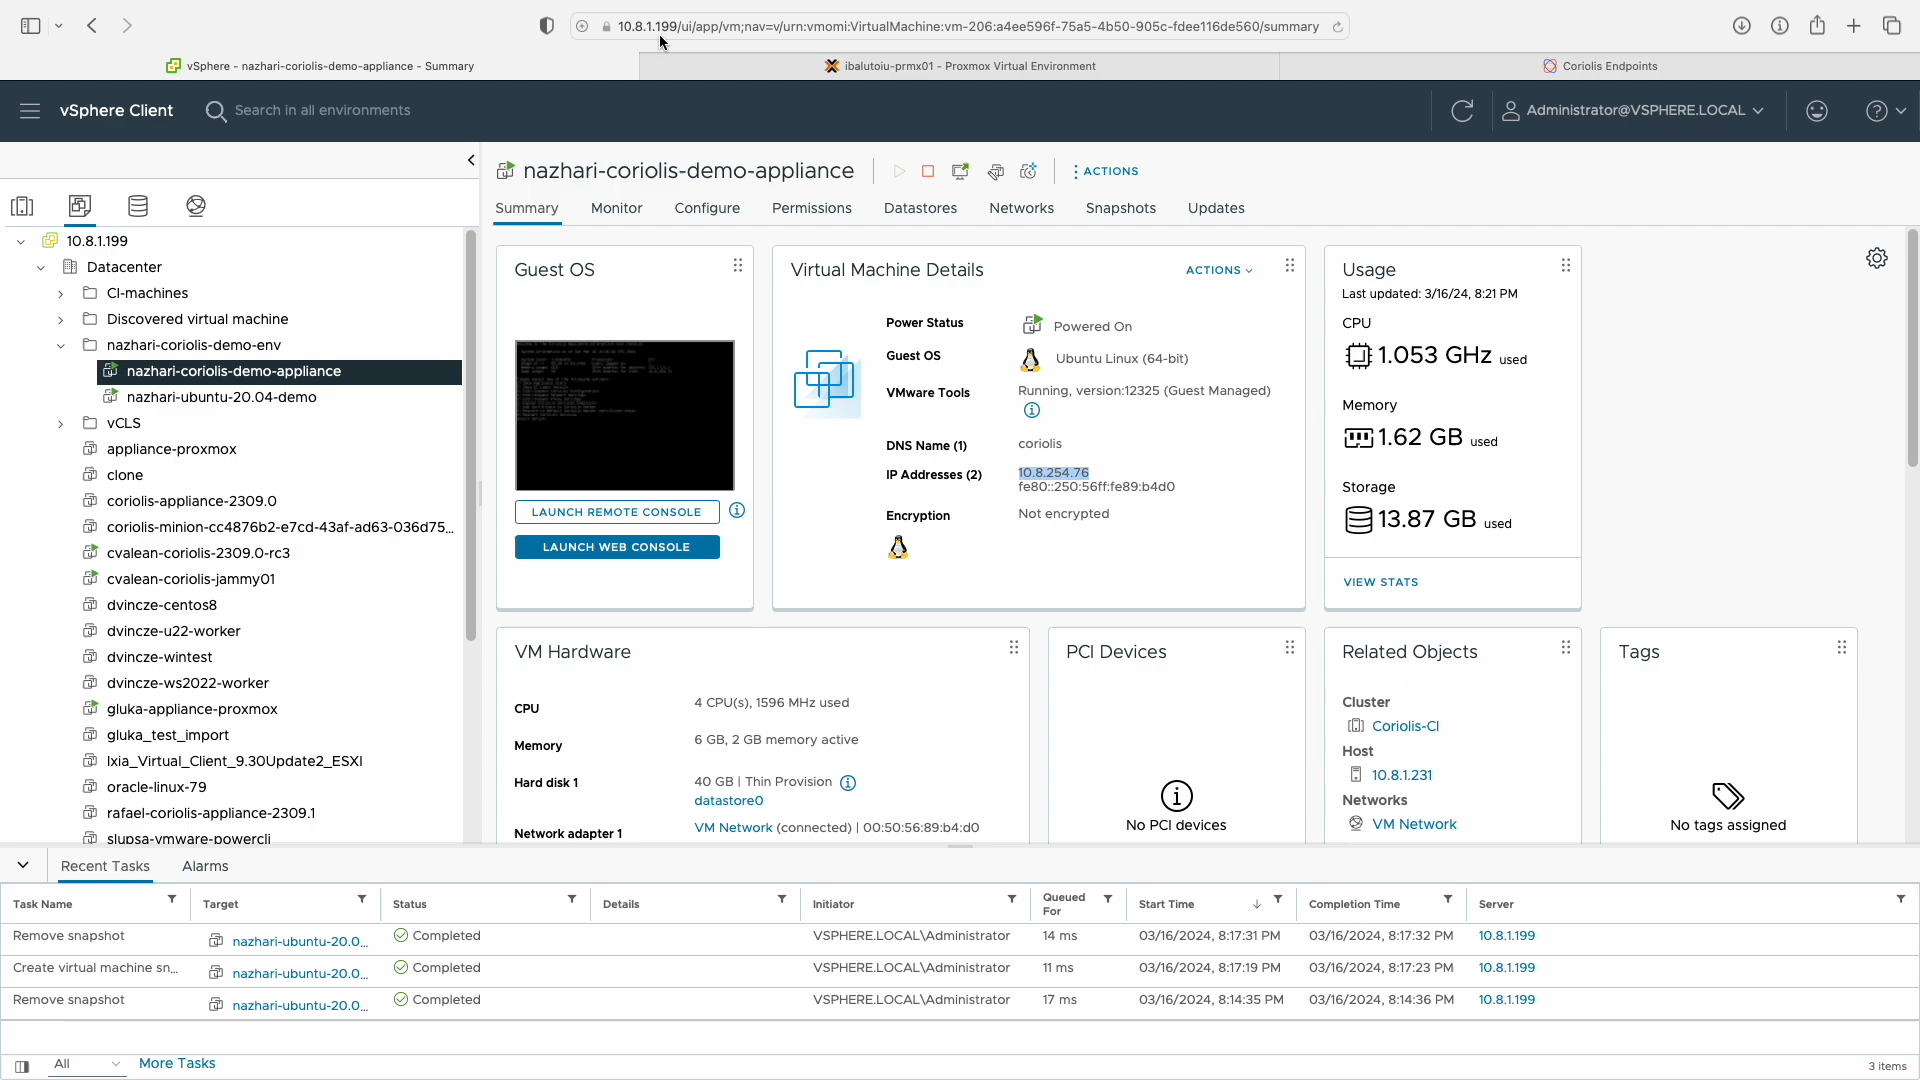 10.8.1.199/ui/app/vm;nav=v/urn:vmomi:VirtualMachine:vm-206:a4ee596f-75a5-4b50-905c-fdee116de560/summary
vSphere - nazhari-coriolis-demo-appliance - Summary
ibalutoiu-prmx01 - Proxmox Virtual Environment
Coriolis Endpoints
vSphere Client
Search in all environments
Administrator@VSPHERE.LOCAL
10.8.1.199
Datacenter
CI-machines
Discovered virtual machine
nazhari-coriolis-demo-env
nazhari-coriolis-demo-appliance
nazhari-ubuntu-20.04-demo
vCLS
appliance-proxmox
clone
coriolis-appliance-2309.0
coriolis-minion-cc4876b2-e7cd-43af-ad63-036d75...
cvalean-coriolis-2309.0-rc3
cvalean-coriolis-jammy01
dvincze-centos8
dvincze-u22-worker
dvincze-wintest
dvincze-ws2022-worker
gluka-appliance-proxmox
gluka_test_import
Ixia_Virtual_Client_9.30Update2_ESXI
oracle-linux-79
rafael-coriolis-appliance-2309.1
slupsa-vmware-powercli
nazhari-coriolis-demo-appliance
ACTIONS
Summary
Monitor
Configure
Permissions
Datastores
Networks
Snapshots
Updates
Guest OS
LAUNCH REMOTE CONSOLE
LAUNCH WEB CONSOLE
Virtual Machine Details
ACTIONS
Power Status
Powered On
Guest OS
Ubuntu Linux (64-bit)
VMware Tools
Running, version:12325 (Guest Managed)
DNS Name (1)
coriolis
IP Addresses (2)
10.8.254.76
fe80::250:56ff:fe89:b4d0
Encryption
Not encrypted
Usage
Last updated: 3/16/24, 8:21 PM
CPU
1.053 GHz used
Memory
1.62 GB used
Storage
13.87 GB used
VIEW STATS
VM Hardware
CPU
4 CPU(s), 1596 MHz used
Memory
6 GB, 2 GB memory active
Hard disk 1
40 GB | Thin Provision
datastore0
Network adapter 1
VM Network (connected) | 00:50:56:89:b4:d0
PCI Devices
No PCI devices
Related Objects
Cluster
Coriolis-CI
Host
10.8.1.231
Networks
VM Network
Tags
No tags assigned
Recent Tasks
Alarms
Task Name
Target
Status
Details
Initiator
Queued For
Start Time
Completion Time
Server
Remove snapshot
nazhari-ubuntu-20.0...
Completed
VSPHERE.LOCAL\Administrator
14 ms
03/16/2024, 8:17:31 PM
03/16/2024, 8:17:32 PM
10.8.1.199
Create virtual machine sn...
nazhari-ubuntu-20.0...
Completed
VSPHERE.LOCAL\Administrator
11 ms
03/16/2024, 8:17:19 PM
03/16/2024, 8:17:23 PM
10.8.1.199
Remove snapshot
nazhari-ubuntu-20.0...
Completed
VSPHERE.LOCAL\Administrator
17 ms
03/16/2024, 8:14:35 PM
03/16/2024, 8:14:36 PM
10.8.1.199
All
More Tasks
3 items